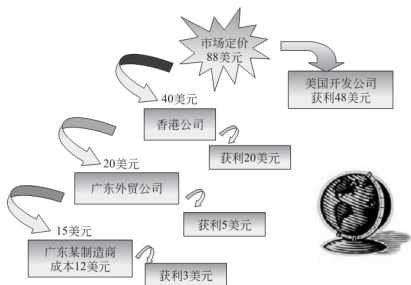 市场定价
88美元
美国开发公司
获利48美元
40美元
香港公司
获利20美元
20美元
广东外贸公司
获利5美元
15美元
广东某制造商
成本12美元
获利3美元